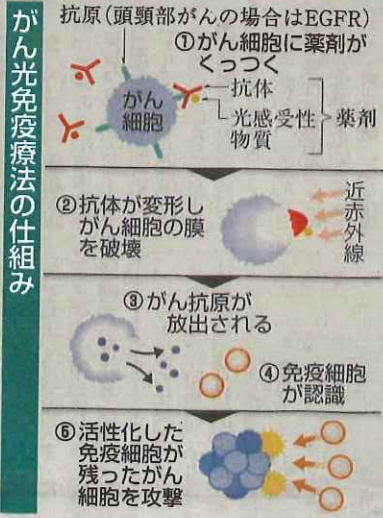 がん光免疫療法の仕組み
抗原(頭頸部がんの場合はEGFR)
①がん細胞に薬剤が
くっつく
がん
細胞
抗体
光感受性
物質
薬剤
②抗体が変形し
がん細胞の膜
を破壊
近赤外線
③がん抗原が
放出される
④免疫細胞
が認識
⑤活性化した
免疫細胞が
残ったがん
細胞を攻撃